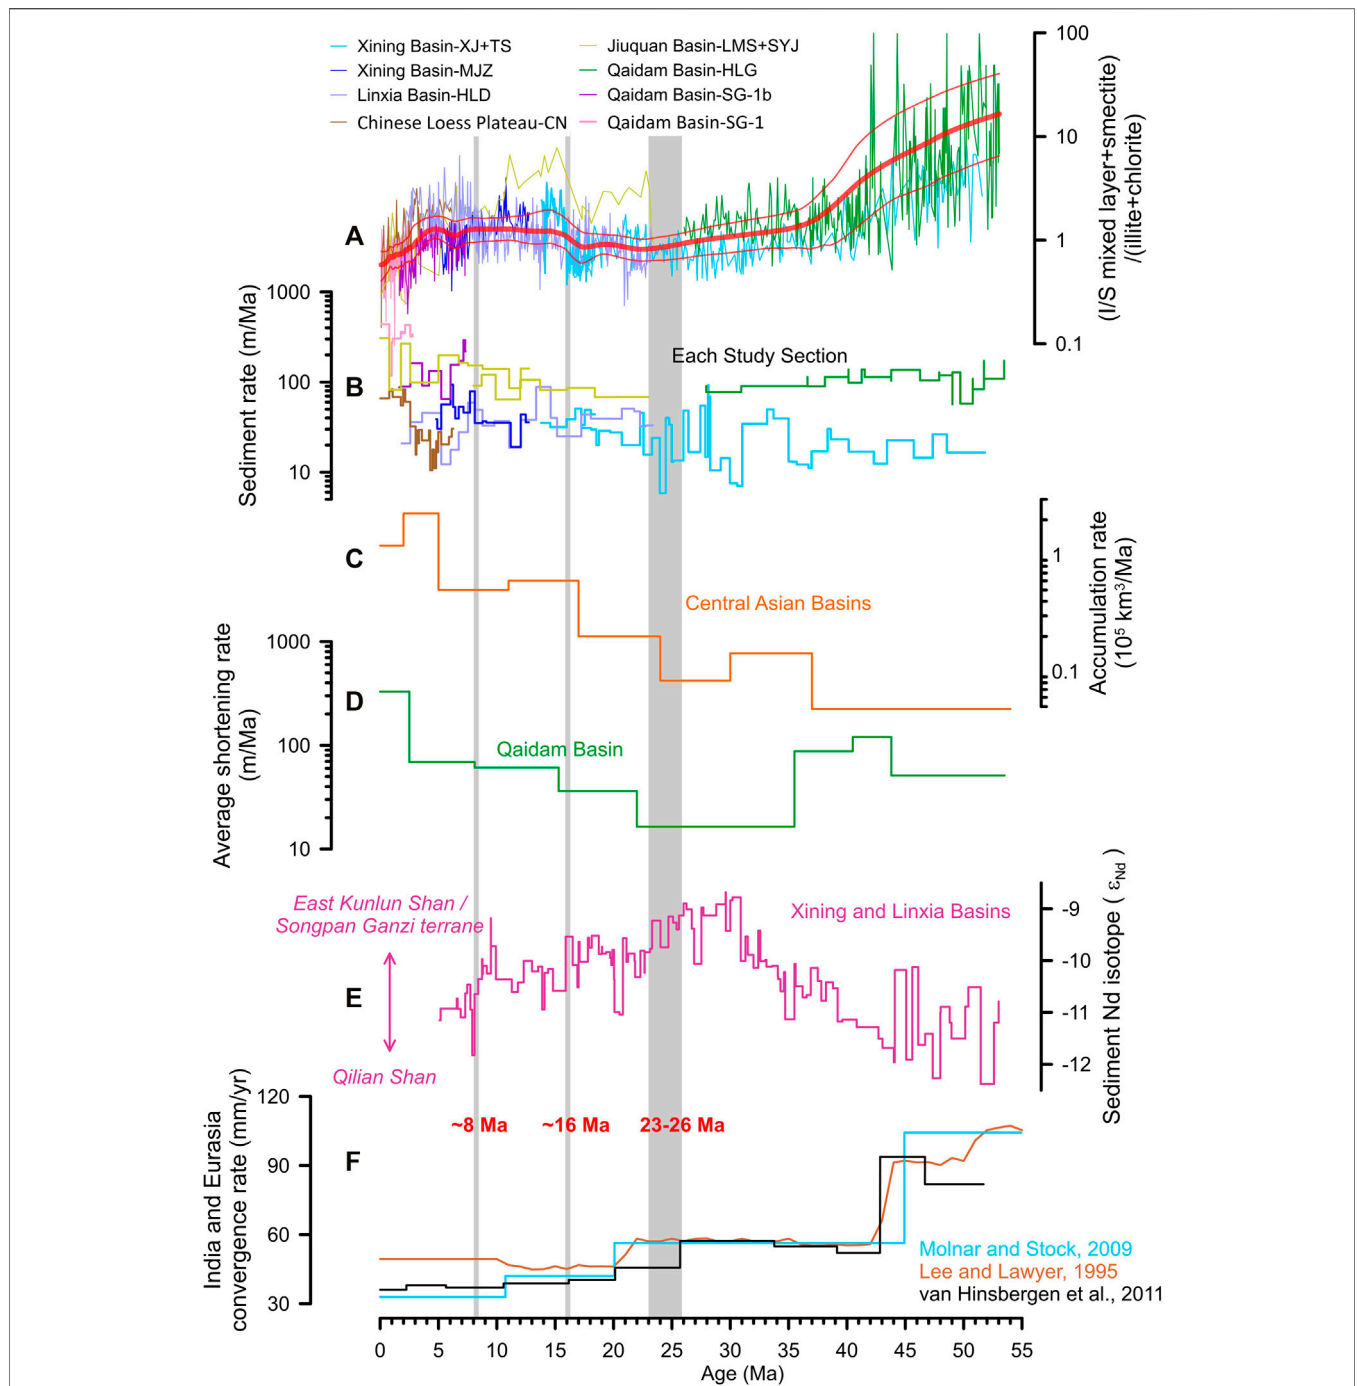 Xining Basin-XJ+TS
Xining Basin-MJZ
Linxia Basin-HLD
Chinese Loess Plateau-CN
Jiuquan Basin-LMS+SYJ
Qaidam Basin-HLG
Qaidam Basin-SG-1b
Qaidam Basin-SG-1
100
10
1
0.1
(I/S mixed layer+smectite)
/(illite+chlorite)
A
1000
100
10
Sediment rate (m/Ma)
B
Each Study Section
C
1
0.1
Accumulation rate
(10⁵ km³/Ma)
Central Asian Basins
1000
100
10
Average shortening rate
(m/Ma)
D
Qaidam Basin
East Kunlun Shan /
Songpan Ganzi terrane
E
Qilian Shan
Xining and Linxia Basins
-9
-10
-11
-12
Sediment Nd isotope ( εNd)
~8 Ma
~16 Ma
23-26 Ma
120
90
60
30
India and Eurasia
convergence rate (mm/yr)
F
Molnar and Stock, 2009
Lee and Lawyer, 1995
van Hinsbergen et al., 2011
0 5 10 15 20 25 30 35 40 45 50 55
Age (Ma)